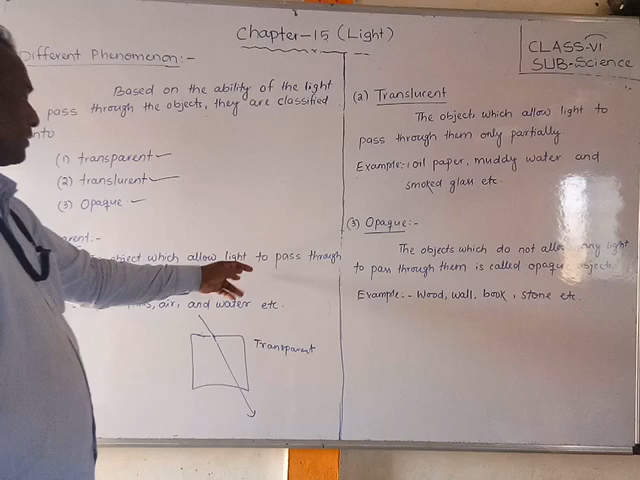 Chapter-15 (Light)
CLASS-VI
SUB-Science
Different Phenomenon:-
Based on the ability of the light
pass through the objects, they are classified
into
(1) transparent
(2) translucent
(3) Opaque
object which allow light to pass through
air, and water etc.
Transparent
(2) Translucent
The objects which allow light to
pass through them only partially.
Example:- oil paper, muddy water and
smoked glass etc.
(3) Opaque:-
The objects which do not allow any light
to pass through them is called opaque object.
Example:- Wood, wall, book, stone etc.